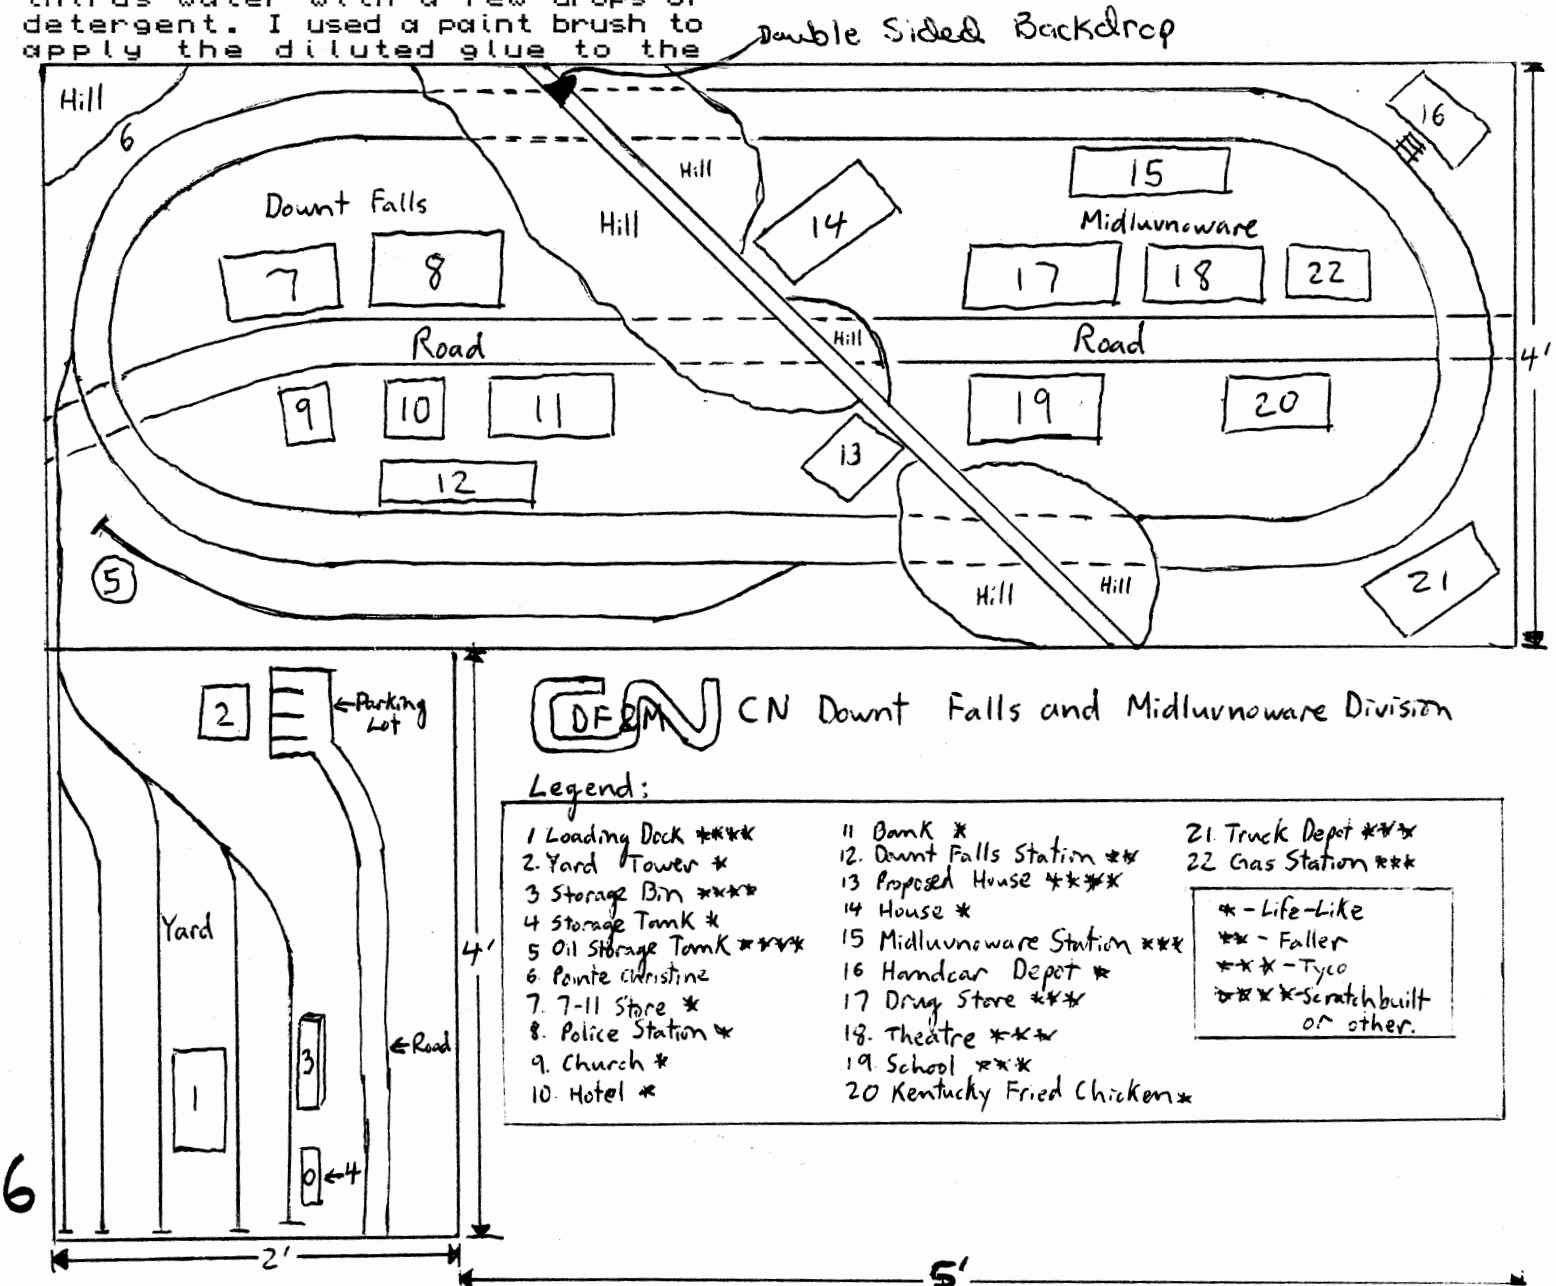 detergent. I used a paint brush to
apply the diluted glue to the
Double Sided Backdrop
Hill
6
16
15
Hill
Hill
14
Downt Falls
Midluvnoware
7
8
17
18
22
Road
Hill
Road
4'
9
10
11
19
20
13
12
5
Hill
Hill
21
2
←Parking
Lot
CN
DF&M
CN Downt Falls and Midluvnoware Division
Legend:
1 Loading Dock ****
2. Yard Tower *
3 Storage Bin ****
4 Storage Tank *
5 Oil Storage Tank ****
6. Pointe Christine
7. 7-11 Store *
8. Police Station *
9. Church *
10. Hotel *
11 Bank *
12. Downt Falls Station **
13 Proposed House ****
14 House *
15 Midluvnoware Station ***
16 Handcar Depot *
17 Drug Store ***
18. Theatre ***
19. School ***
20 Kentucky Fried Chicken *
21. Truck Depot ***
22 Gas Station ***
* - Life-Like
** - Faller
*** - Tyco
**** - Scratchbuilt
or other.
Yard
4'
3
←Road
1
0←4
6
2'
5'